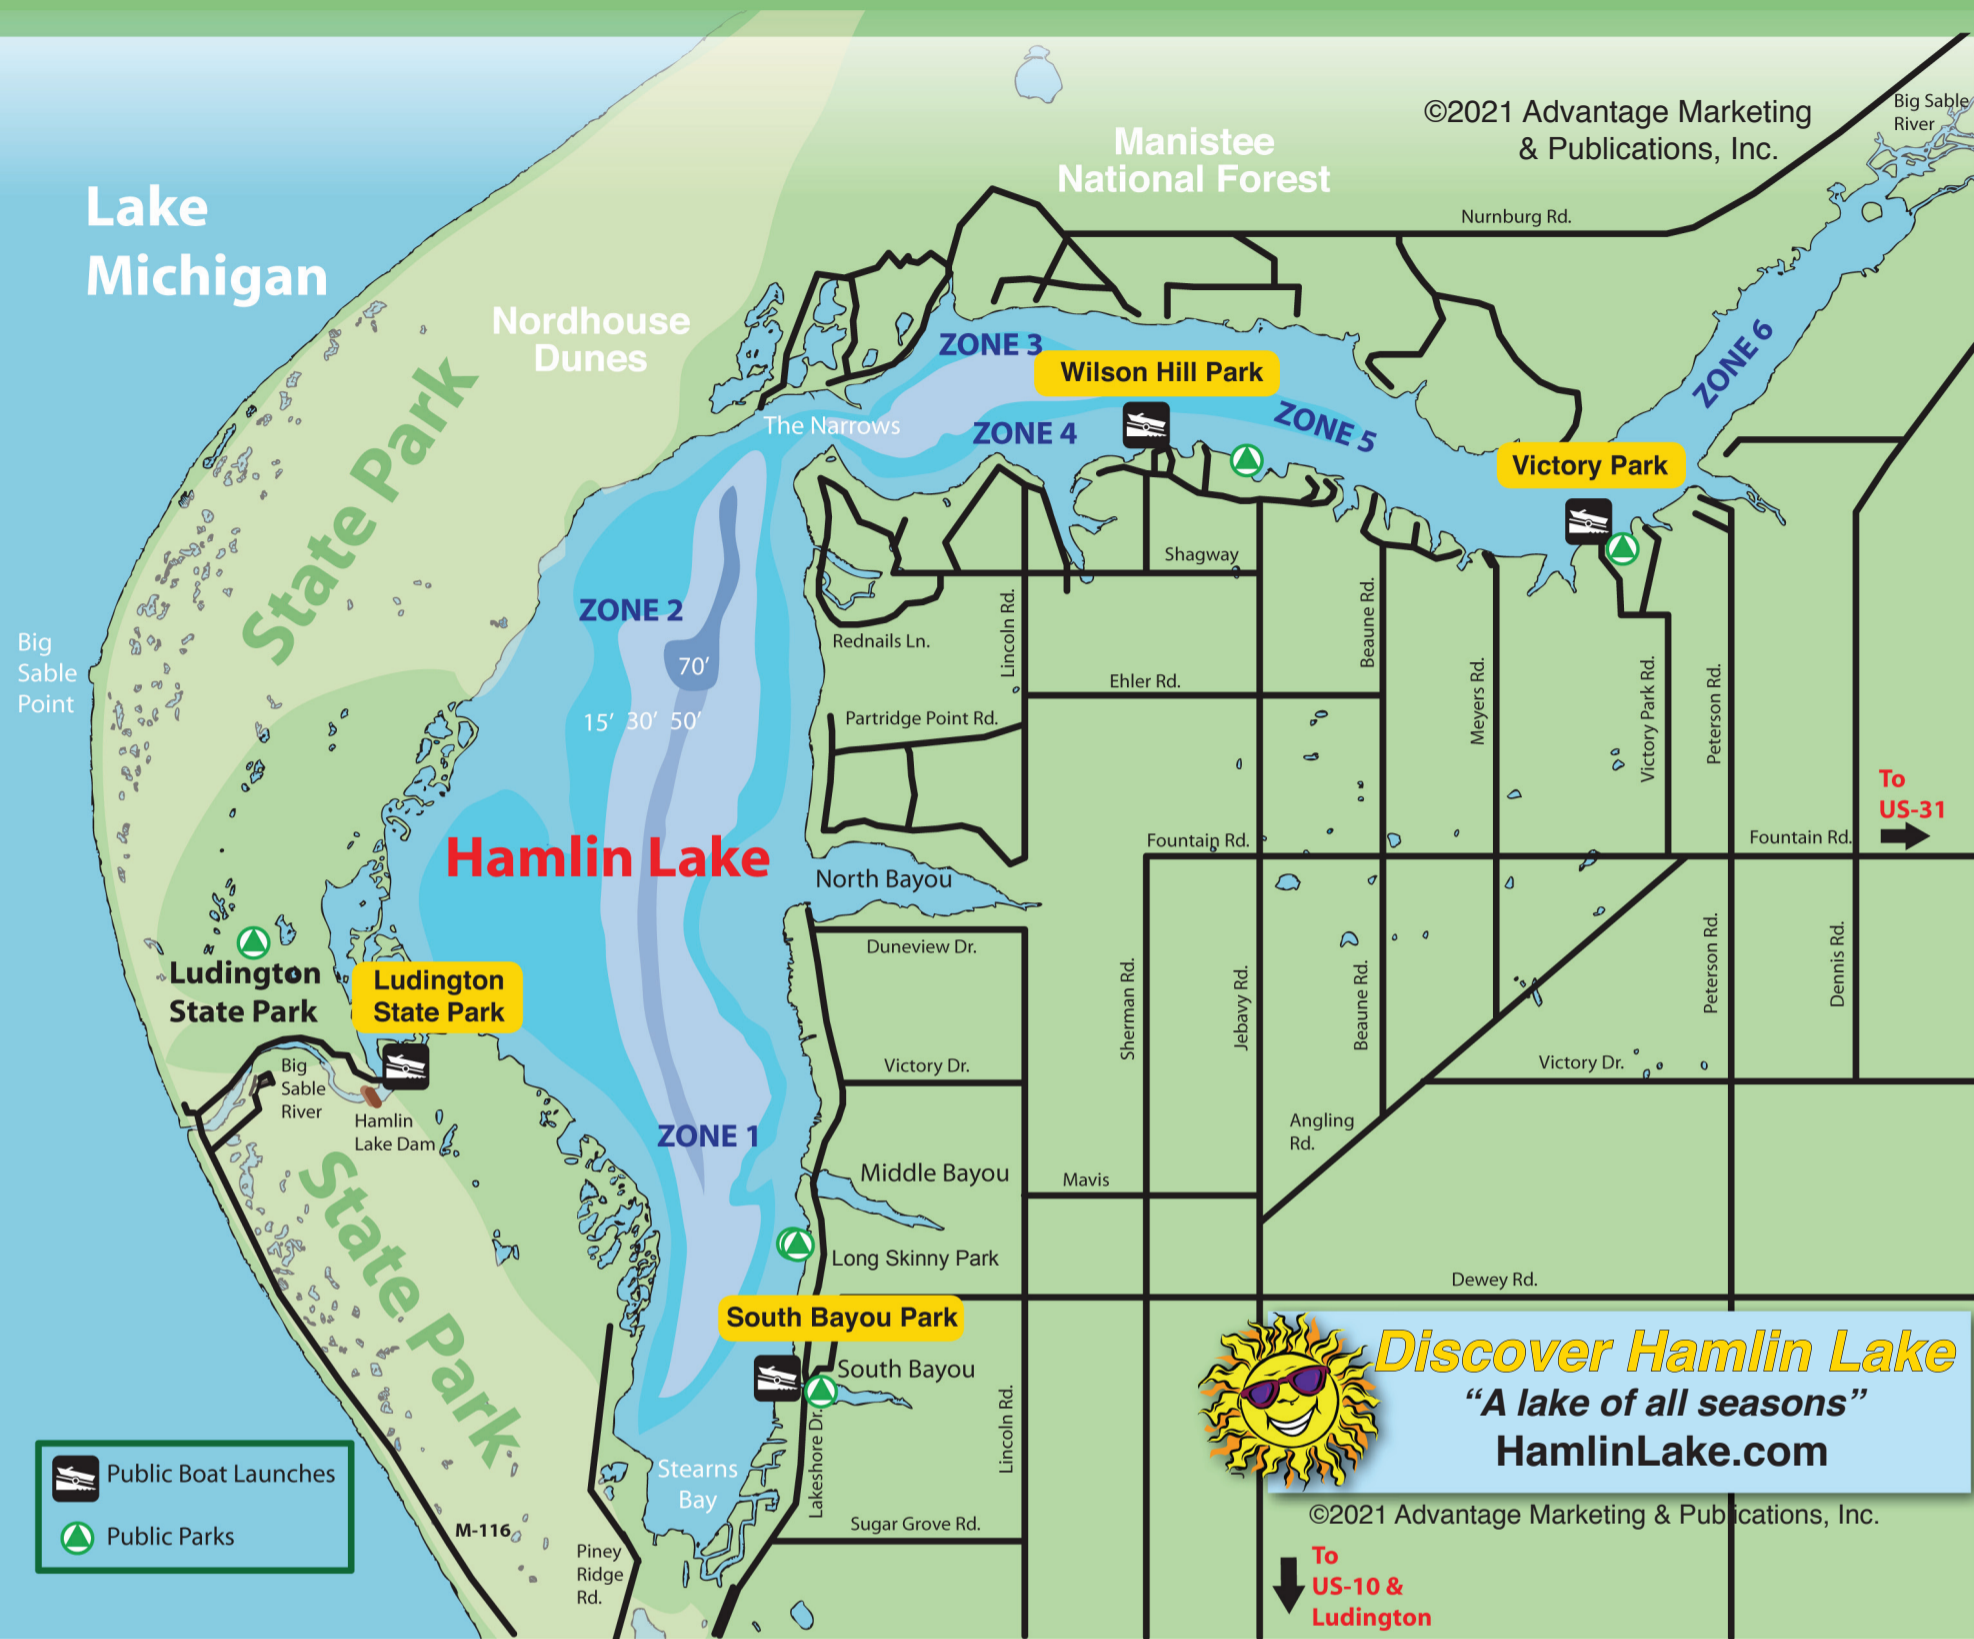 ©2021 Advantage Marketing
& Publications, Inc.
Big Sable
River
Manistee
National Forest
Lake
Michigan
Nurnburg Rd.
Nordhouse
Dunes
ZONE 3
Wilson Hill Park
ZONE 6
State Park
The Narrows
ZONE 4
ZONE 5
Victory Park
Shagway
ZONE 2
Rednails Ln.
Lincoln Rd.
Beaune Rd.
Big
Sable
Point
70’
Ehler Rd.
Meyers Rd.
Victory Park Rd.
Peterson Rd.
15’ 30’ 50’
Partridge Point Rd.
To
US-31
Hamlin Lake
Fountain Rd.
Fountain Rd.
North Bayou
Duneview Dr.
Ludington
State Park
Ludington
State Park
Sherman Rd.
Jebavy Rd.
Beaune Rd.
Peterson Rd.
Dennis Rd.
Big
Sable
River
Victory Dr.
Victory Dr.
Hamlin
Lake Dam
ZONE 1
Angling
Rd.
Middle Bayou
Mavis
State Park
Long Skinny Park
Dewey Rd.
South Bayou Park
South Bayou
Discover Hamlin Lake
“A lake of all seasons”
HamlinLake.com
Lakeshore Dr.
Lincoln Rd.
Public Boat Launches
Public Parks
Stearns
Bay
©2021 Advantage Marketing & Publications, Inc.
M-116
Sugar Grove Rd.
Piney
Ridge
Rd.
To
US-10 &
Ludington